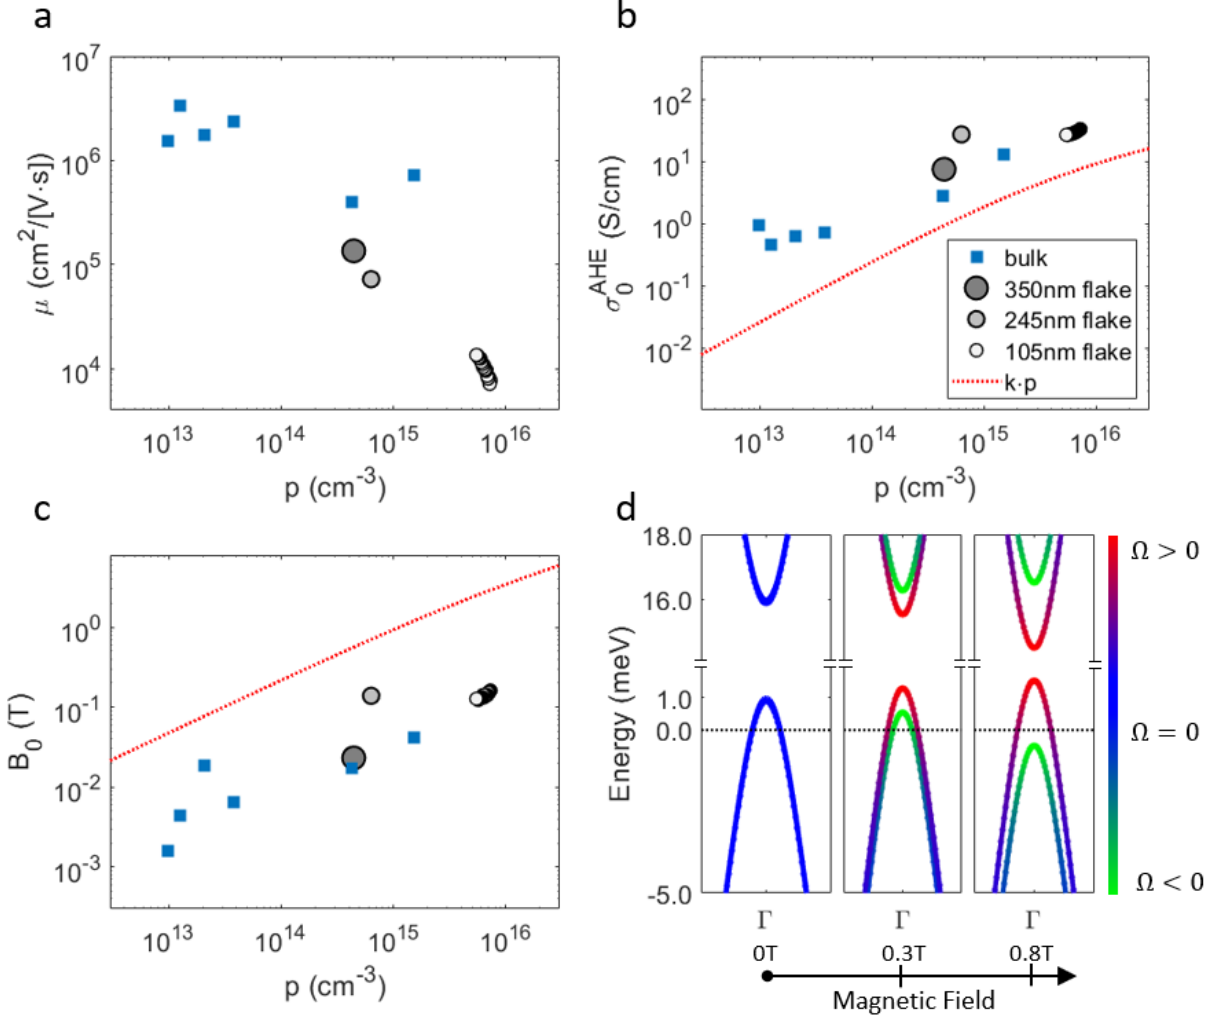 a
10^7
10^6
10^5
10^4
μ (cm^2/[V·s])
10^13
10^14
10^15
10^16
p (cm^-3)
b
10^2
10^1
10^0
10^-1
10^-2
σ_0^AHE (S/cm)
bulk
350nm flake
245nm flake
105nm flake
k·p
10^13
10^14
10^15
10^16
p (cm^-3)
c
10^0
10^-1
10^-2
10^-3
B_0 (T)
10^13
10^14
10^15
10^16
p (cm^-3)
d
18.0
16.0
1.0
0.0
-5.0
Energy (meV)
Ω > 0
Ω = 0
Ω < 0
Γ
Γ
Γ
0T
0.3T
0.8T
Magnetic Field